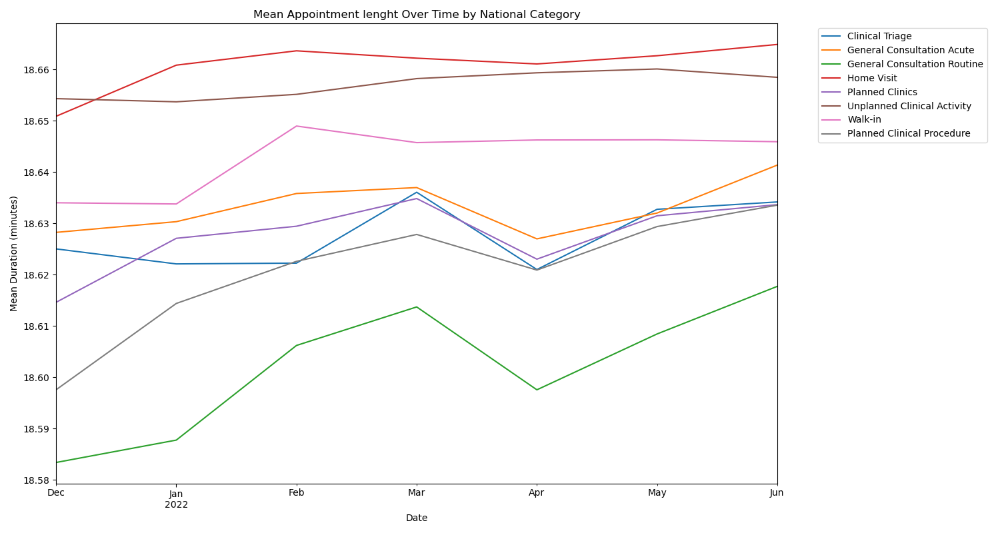 Mean Appointment lenght Over Time by National Category
Clinical Triage
General Consultation Acute
General Consultation Routine
Home Visit
Planned Clinics
Unplanned Clinical Activity
Walk-in
Planned Clinical Procedure
Mean Duration (minutes)
18.66
18.65
18.64
18.63
18.62
18.61
18.60
18.59
18.58
Dec Jan Feb Mar Apr May Jun
2022
Date